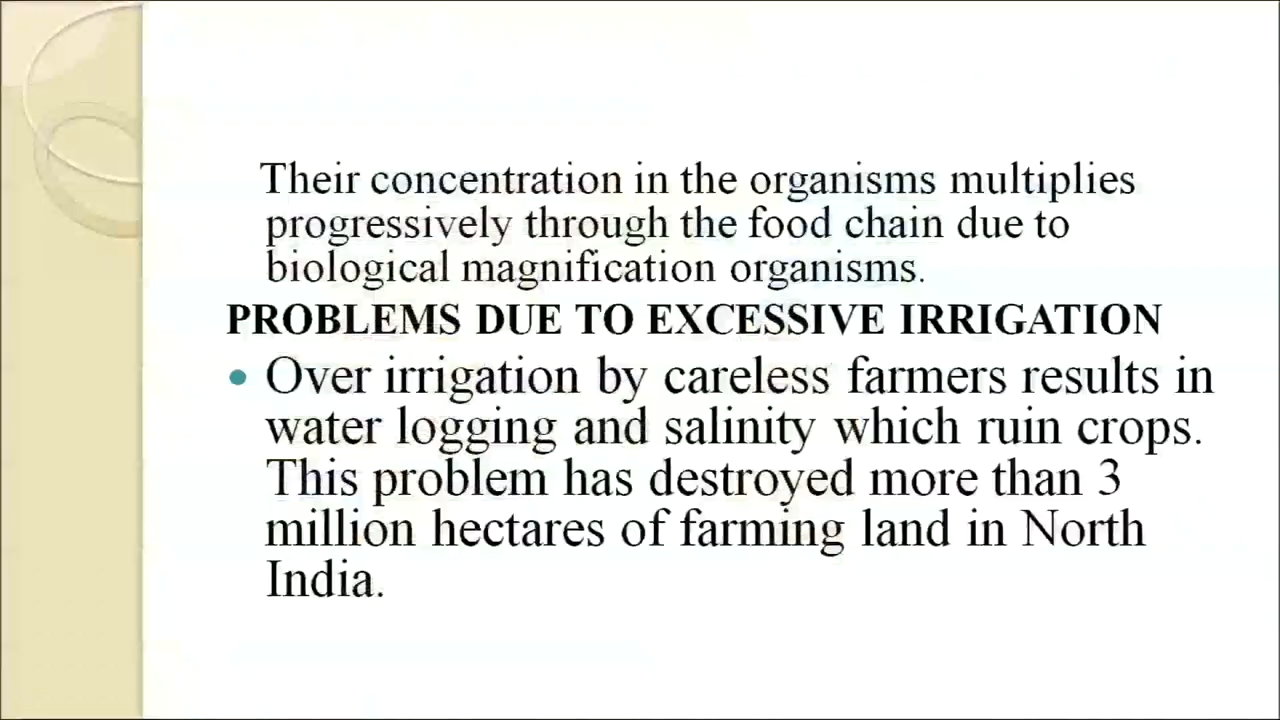 Their concentration in the organisms multiplies
progressively through the food chain due to
biological magnification organisms.
PROBLEMS DUE TO EXCESSIVE IRRIGATION
• Over irrigation by careless farmers results in
water logging and salinity which ruin crops.
This problem has destroyed more than 3
million hectares of farming land in North
India.